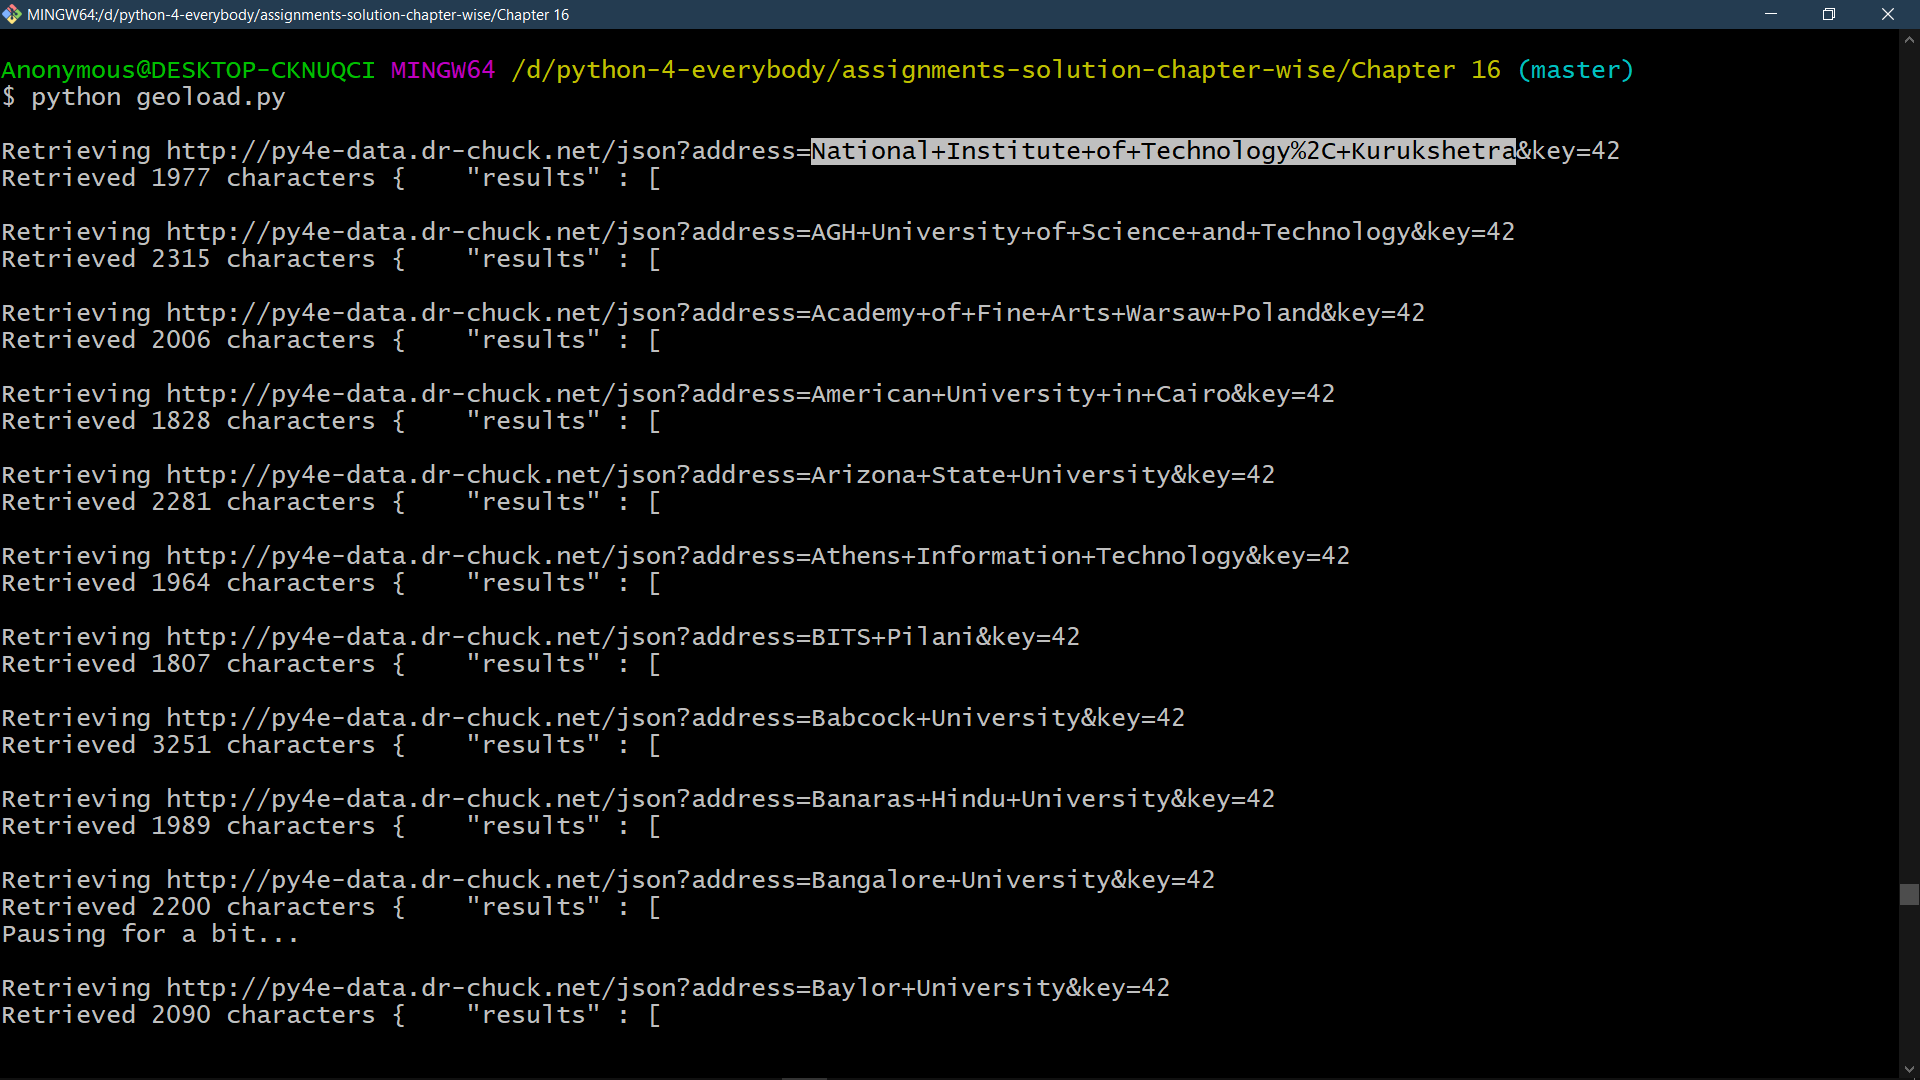 MINGW64:/d/python-4-everybody/assignments-solution-chapter-wise/Chapter 16
Anonymous@DESKTOP-CKNUQCI MINGW64 /d/python-4-everybody/assignments-solution-chapter-wise/Chapter 16 (master)
$ python geoload.py
Retrieving http://py4e-data.dr-chuck.net/json?address=National+Institute+of+Technology%2C+Kurukshetra&key=42
Retrieved 1977 characters {    "results" : [
Retrieving http://py4e-data.dr-chuck.net/json?address=AGH+University+of+Science+and+Technology&key=42
Retrieved 2315 characters {    "results" : [
Retrieving http://py4e-data.dr-chuck.net/json?address=Academy+of+Fine+Arts+Warsaw+Poland&key=42
Retrieved 2006 characters {    "results" : [
Retrieving http://py4e-data.dr-chuck.net/json?address=American+University+in+Cairo&key=42
Retrieved 1828 characters {    "results" : [
Retrieving http://py4e-data.dr-chuck.net/json?address=Arizona+State+University&key=42
Retrieved 2281 characters {    "results" : [
Retrieving http://py4e-data.dr-chuck.net/json?address=Athens+Information+Technology&key=42
Retrieved 1964 characters {    "results" : [
Retrieving http://py4e-data.dr-chuck.net/json?address=BITS+Pilani&key=42
Retrieved 1807 characters {    "results" : [
Retrieving http://py4e-data.dr-chuck.net/json?address=Babcock+University&key=42
Retrieved 3251 characters {    "results" : [
Retrieving http://py4e-data.dr-chuck.net/json?address=Banaras+Hindu+University&key=42
Retrieved 1989 characters {    "results" : [
Retrieving http://py4e-data.dr-chuck.net/json?address=Bangalore+University&key=42
Retrieved 2200 characters {    "results" : [
Pausing for a bit...
Retrieving http://py4e-data.dr-chuck.net/json?address=Baylor+University&key=42
Retrieved 2090 characters {    "results" : [